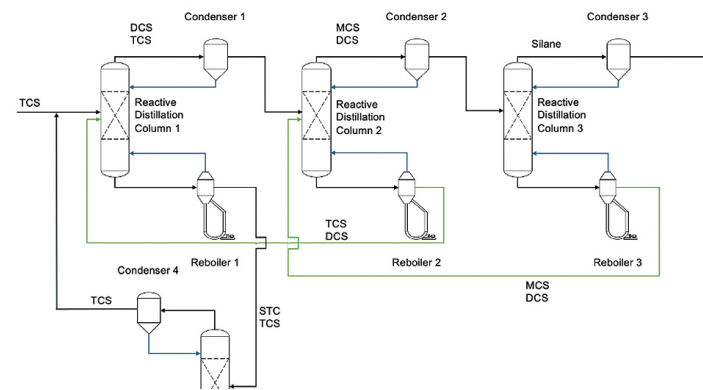 Condenser 1
Condenser 2
Condenser 3
DCS
TCS
MCS
DCS
Silane
TCS
Reactive
Distillation
Column 1
Reactive
Distillation
Column 2
Reactive
Distillation
Column 3
TCS
DCS
Reboiler 1
Reboiler 2
Reboiler 3
Condenser 4
MCS
DCS
TCS
STC
TCS